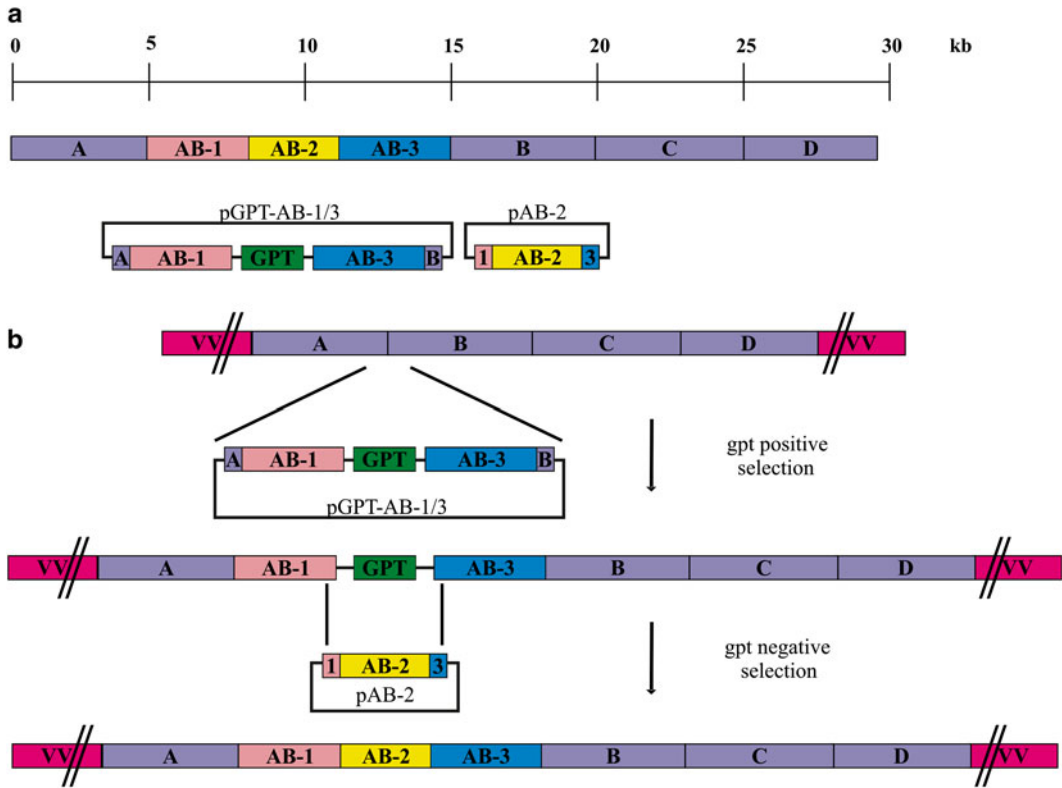 a
0 5 10 15 20 25 30 kb
A AB-1 AB-2 AB-3 B C D
pGPT-AB-1/3 pAB-2
A AB-1 GPT AB-3 B 1 AB-2 3
b
VV A B C D VV
gpt positive
selection
A AB-1 GPT AB-3 B
pGPT-AB-1/3
VV A AB-1 GPT AB-3 B C D VV
gpt negative
selection
1 AB-2 3
pAB-2
VV A AB-1 AB-2 AB-3 B C D VV